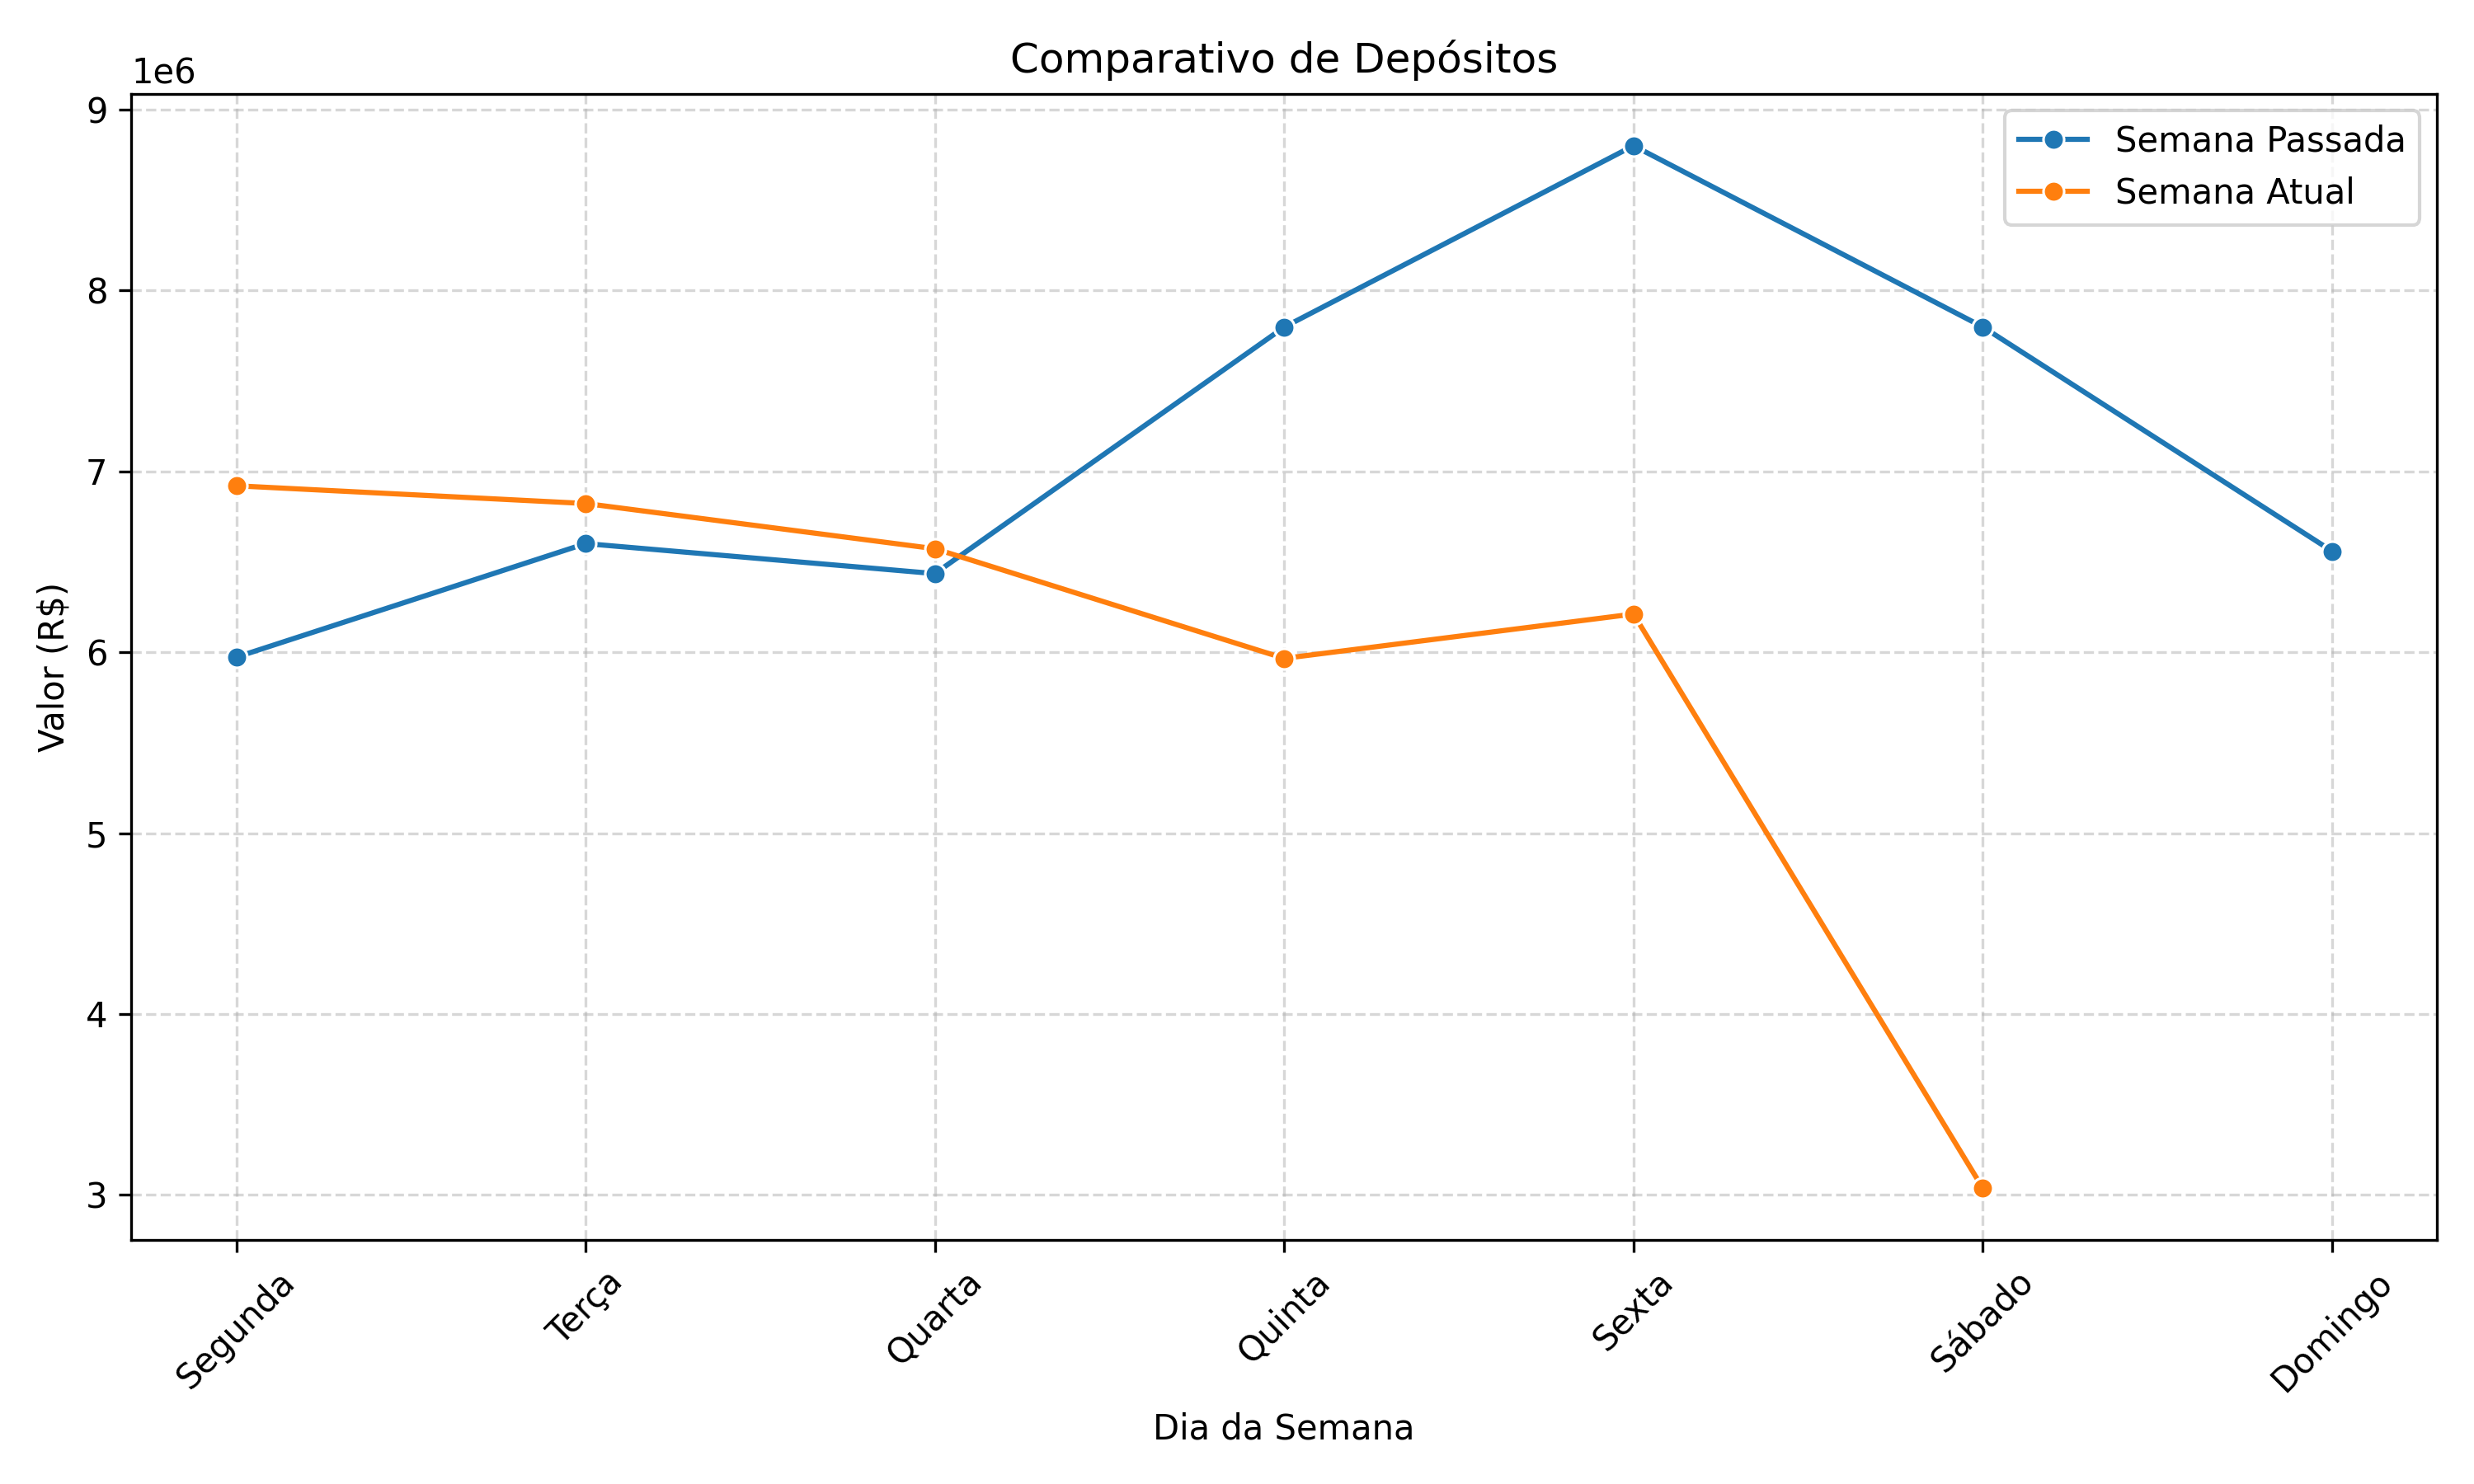 Comparativo de Depósitos
1e6
9
8
7
6
5
4
3
Valor (R$)
Semana Passada
Semana Atual
Segunda
Terça
Quarta
Quinta
Sexta
Sábado
Domingo
Dia da Semana